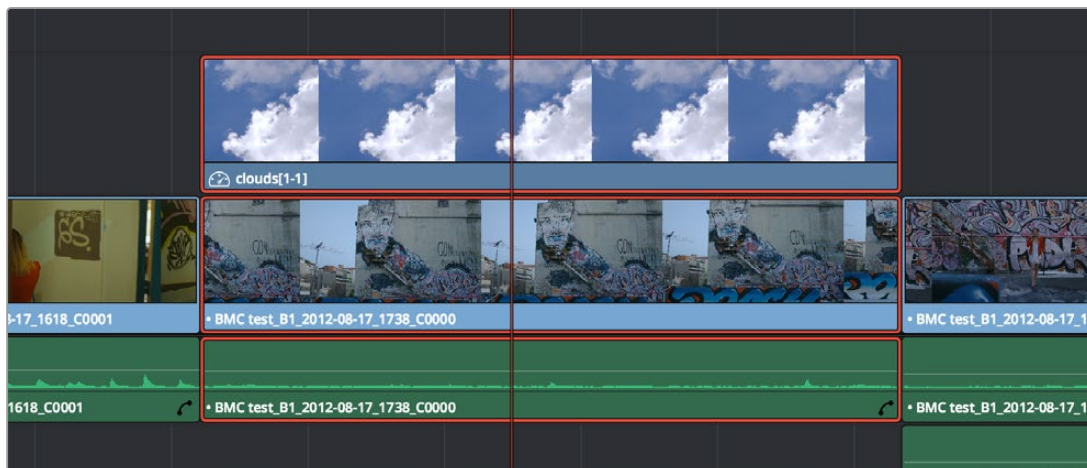 clouds[1-1]
-17_1618_C0001
• BMC test_B1_2012-08-17_1738_C0000
• BMC test_B1_2012-08-17_1
1618_C0001
• BMC test_B1_2012-08-17_1738_C0000
• BMC test_B1_2012-08-17_1